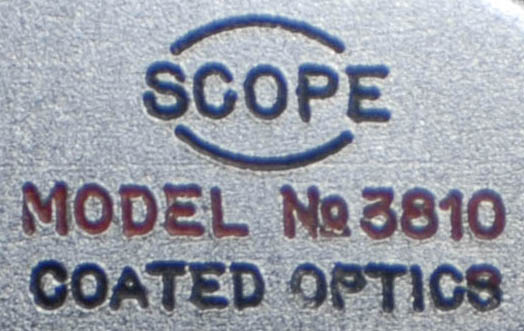 SCOPE
MODEL No 3810
COATED OPTICS